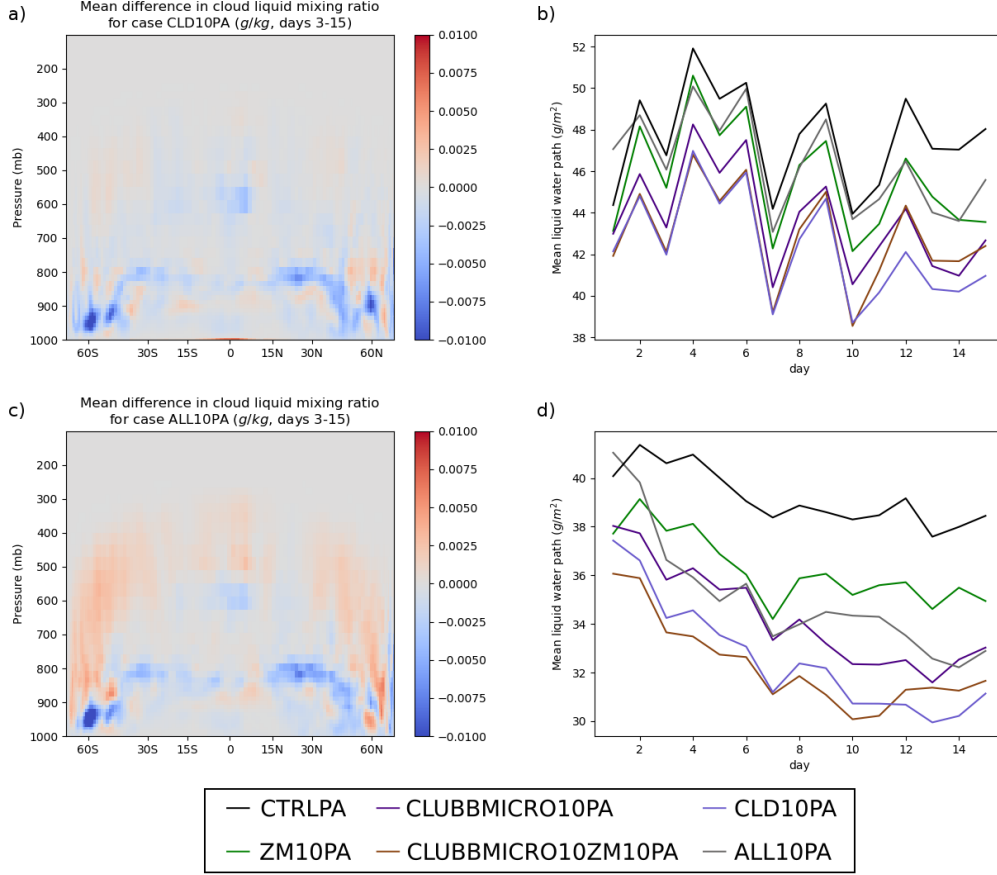 a)
Mean difference in cloud liquid mixing ratio
for case CLD10PA (g/kg, days 3-15)
Pressure (mb)
200
300
400
500
600
700
800
900
1000
60S 30S 15S 0 15N 30N 60N
0.0100
0.0075
0.0050
0.0025
0.0000
−0.0025
−0.0050
−0.0075
−0.0100
b)
Mean liquid water path (g/m²)
52
50
48
46
44
42
40
38
2 4 6 8 10 12 14
day
c)
Mean difference in cloud liquid mixing ratio
for case ALL10PA (g/kg, days 3-15)
Pressure (mb)
200
300
400
500
600
700
800
900
1000
60S 30S 15S 0 15N 30N 60N
0.0100
0.0075
0.0050
0.0025
0.0000
−0.0025
−0.0050
−0.0075
−0.0100
d)
Mean liquid water path (g/m²)
40
38
36
34
32
30
2 4 6 8 10 12 14
day
CTRLPA CLUBBMICRO10PA CLD10PA
ZM10PA CLUBBMICRO10ZM10PA ALL10PA